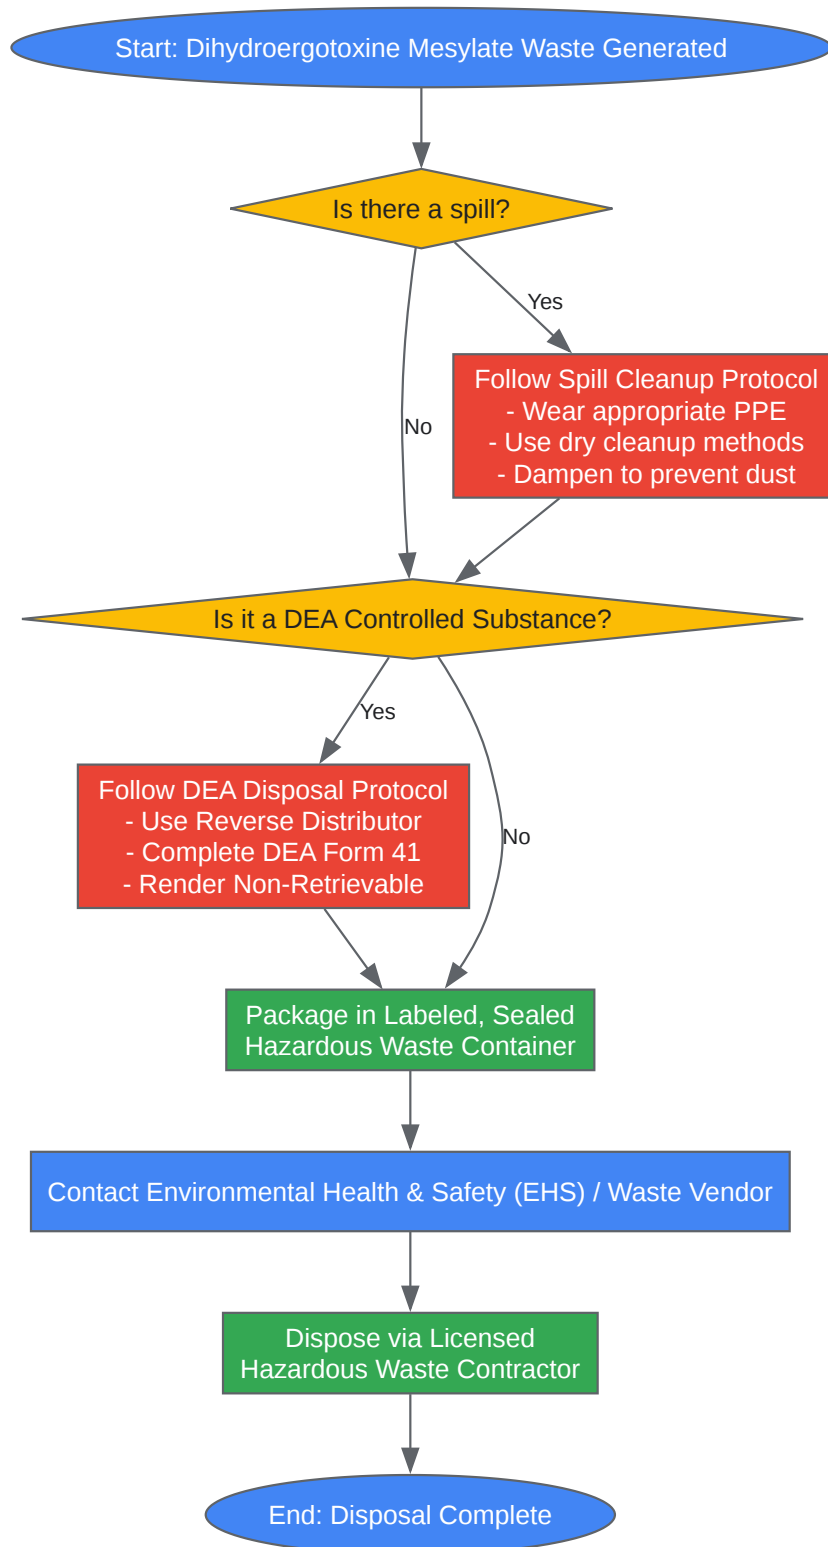 Start: Dihydroergotoxine Mesylate Waste Generated
Is there a spill?
Yes
Follow Spill Cleanup Protocol
- Wear appropriate PPE
- Use dry cleanup methods
- Dampen to prevent dust
No
Is it a DEA Controlled Substance?
Yes
Follow DEA Disposal Protocol
- Use Reverse Distributor
- Complete DEA Form 41
- Render Non-Retrievable
No
Package in Labeled, Sealed
Hazardous Waste Container
Contact Environmental Health & Safety (EHS) / Waste Vendor
Dispose via Licensed
Hazardous Waste Contractor
End: Disposal Complete